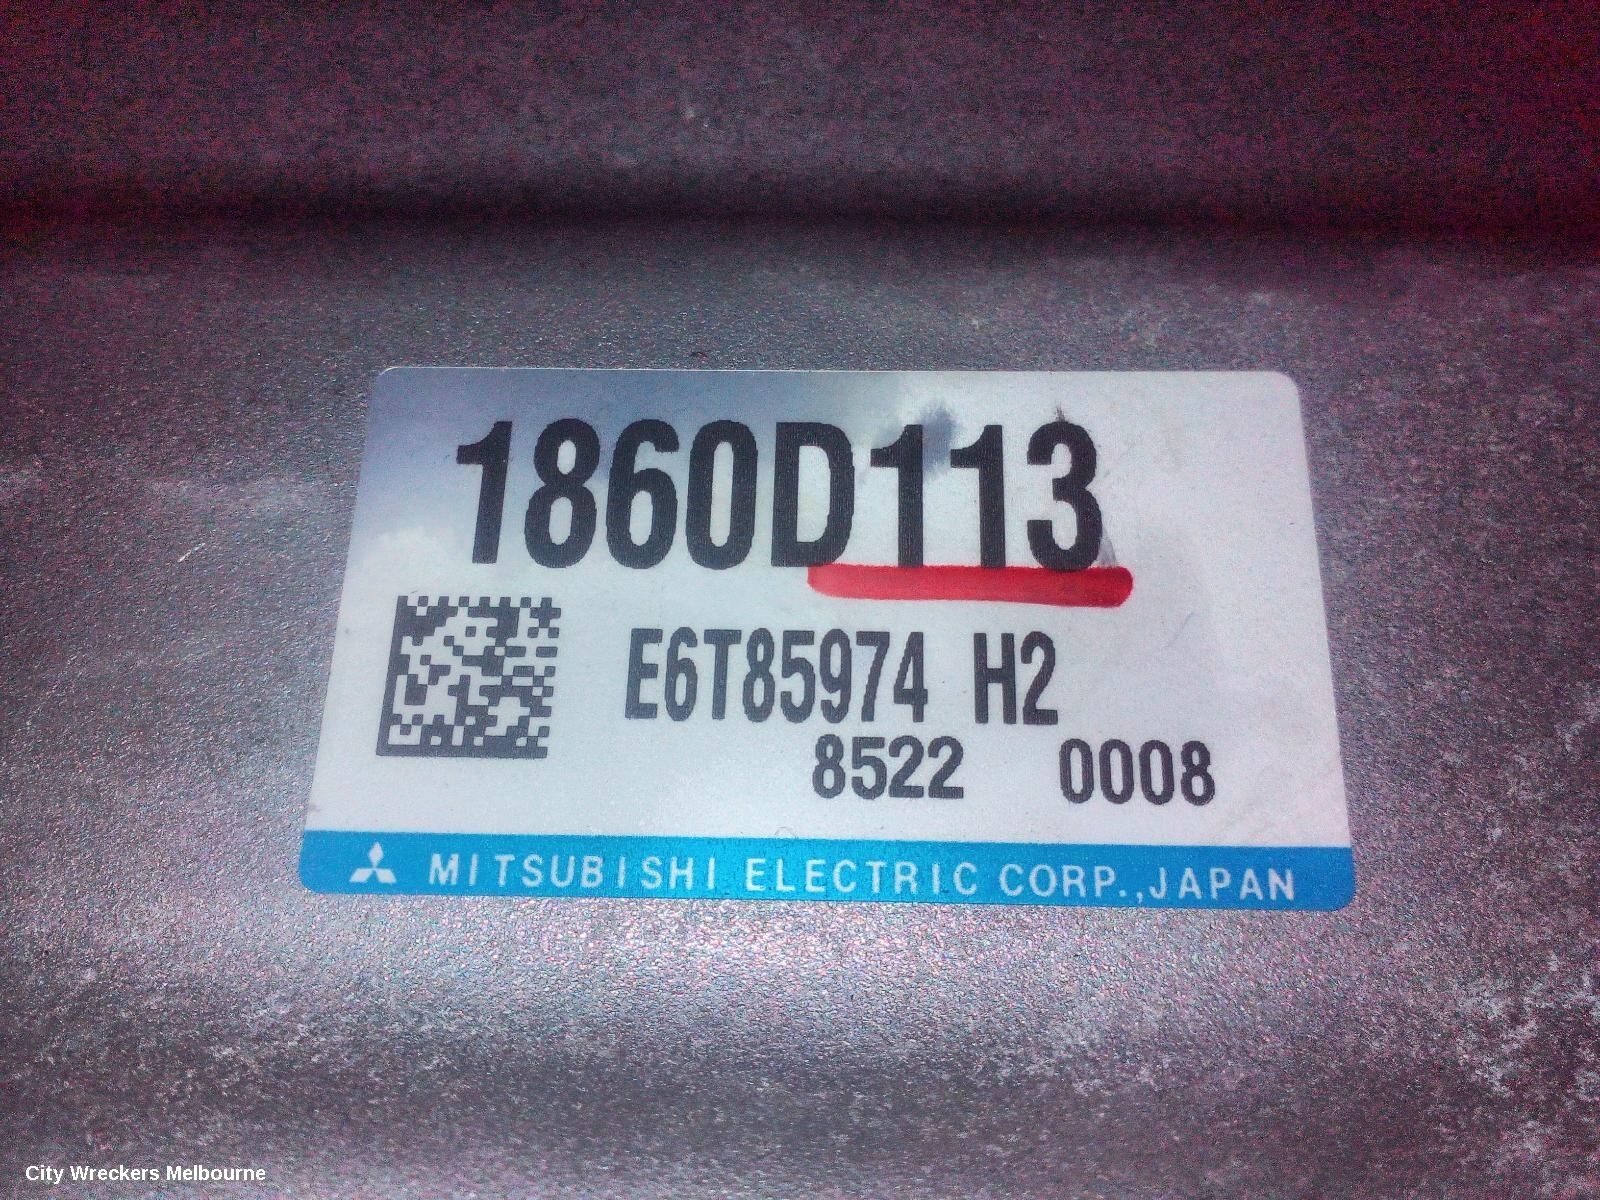 1860D113
E6T85974 H2
8522 0008
MITSUBISHI ELECTRIC CORP.,JAPAN
City Wreckers Melbourne